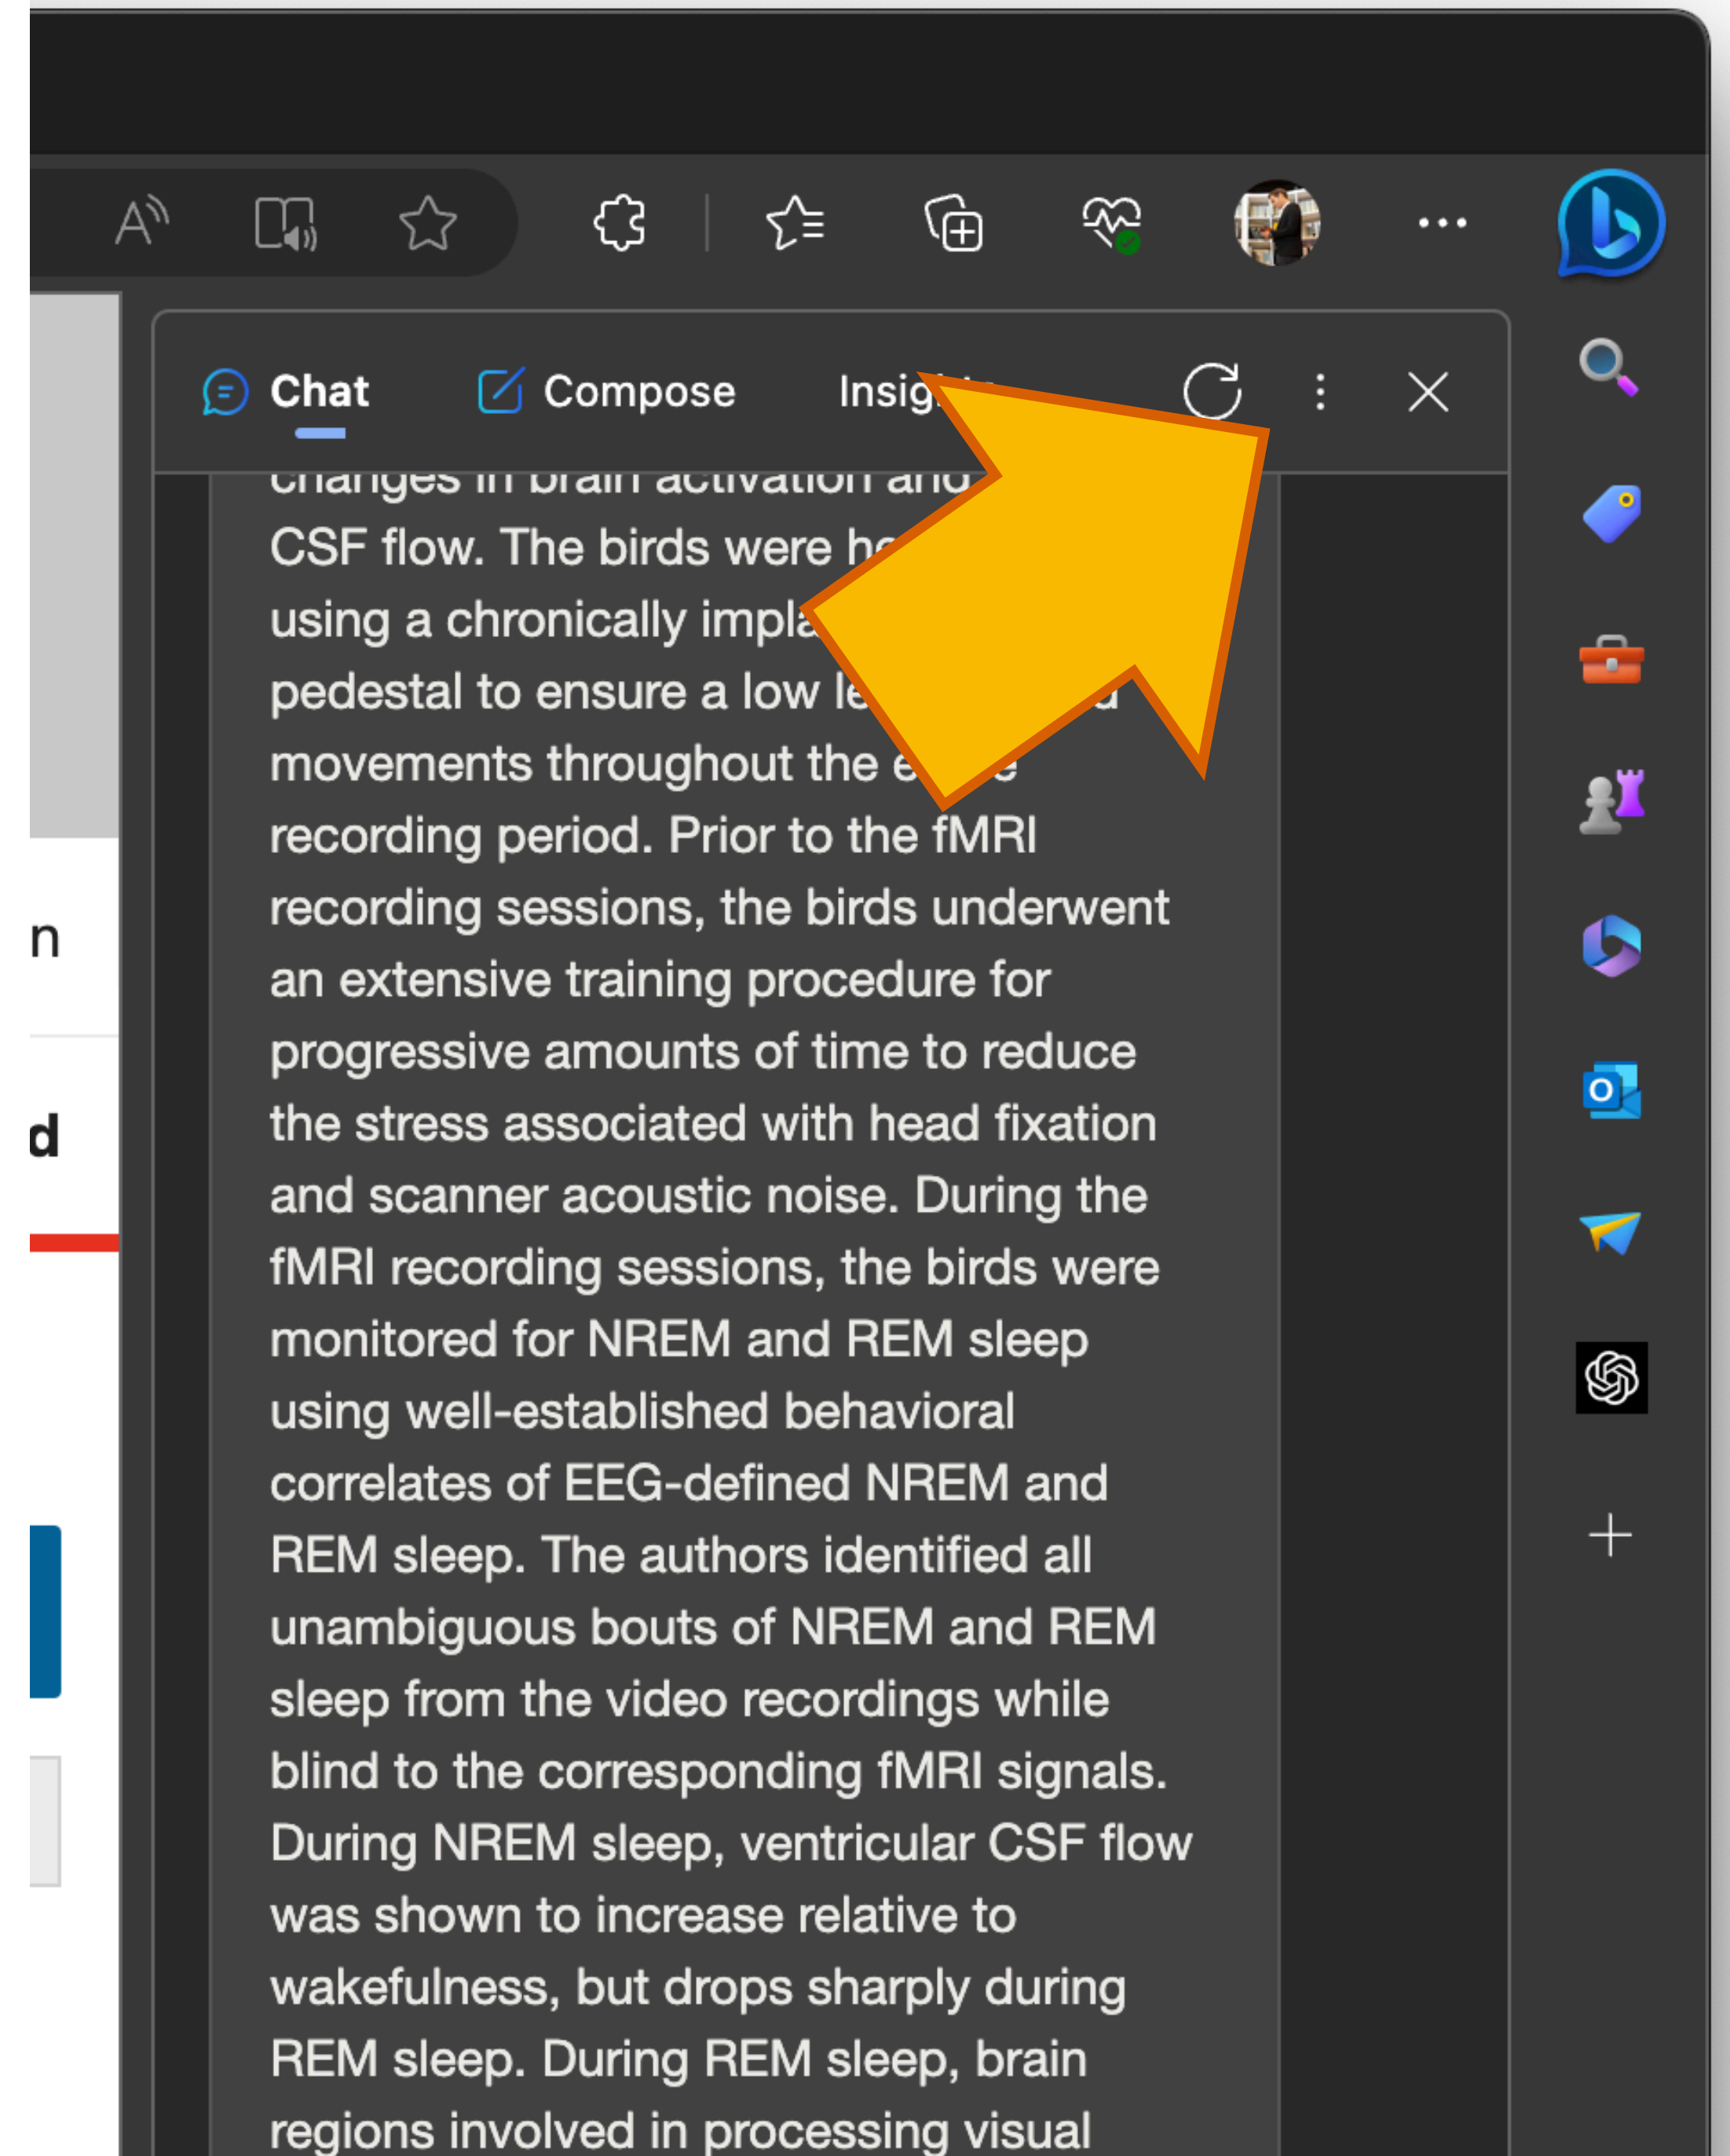 Chat Compose
changes in brain activation and
CSF flow. The birds were
using a chronically
pedestal to ensure a low
movements throughout the
recording period. Prior to the fMRI
recording sessions, the birds underwent
an extensive training procedure for
progressive amounts of time to reduce
the stress associated with head fixation
and scanner acoustic noise. During the
fMRI recording sessions, the birds were
monitored for NREM and REM sleep
using well-established behavioral
correlates of EEG-defined NREM and
REM sleep. The authors identified all
unambiguous bouts of NREM and REM
sleep from the video recordings while
blind to the corresponding fMRI signals.
During NREM sleep, ventricular CSF flow
was shown to increase relative to
wakefulness, but drops sharply during
REM sleep. During REM sleep, brain
regions involved in processing visual
n
d